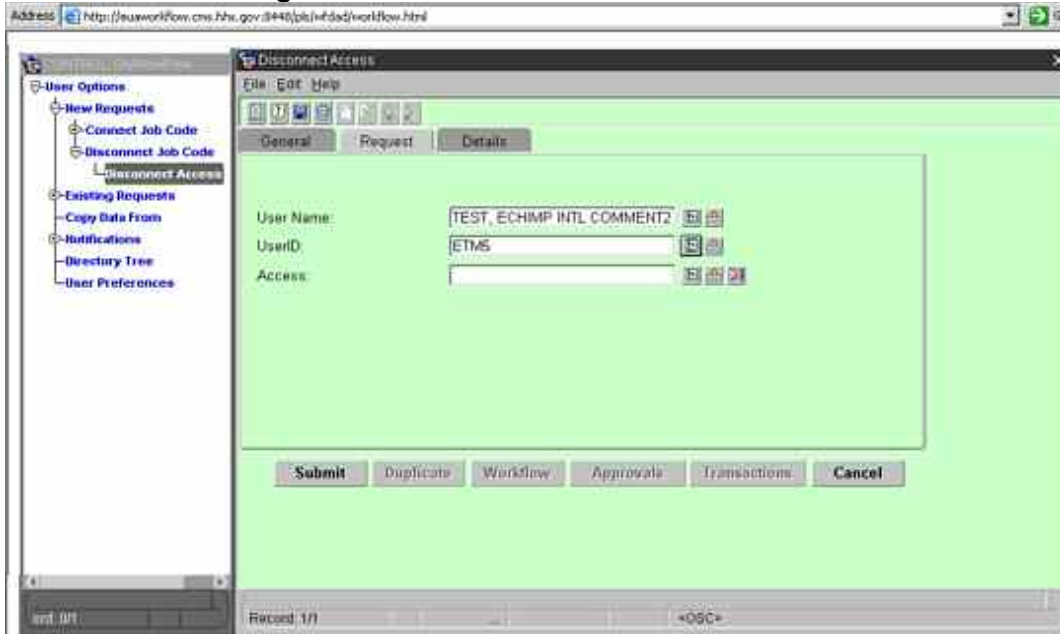 Address http://euaworkflow.cms.hhs.gov:8448/pls/wfdad/workflow.html
Disconnect Access
File Edit Help
General Request Details
User Options
New Requests
Connect Job Code
Disconnect Job Code
Disconnect Access
Existing Requests
Copy Data From
Notifications
Directory Tree
User Preferences
User Name: TEST, ECHIMP INTL COMMENT2
UserID: ETM5
Access:
Submit Duplicate Workflow Approvals Transactions Cancel
Record: 1/1 ... <OSC>